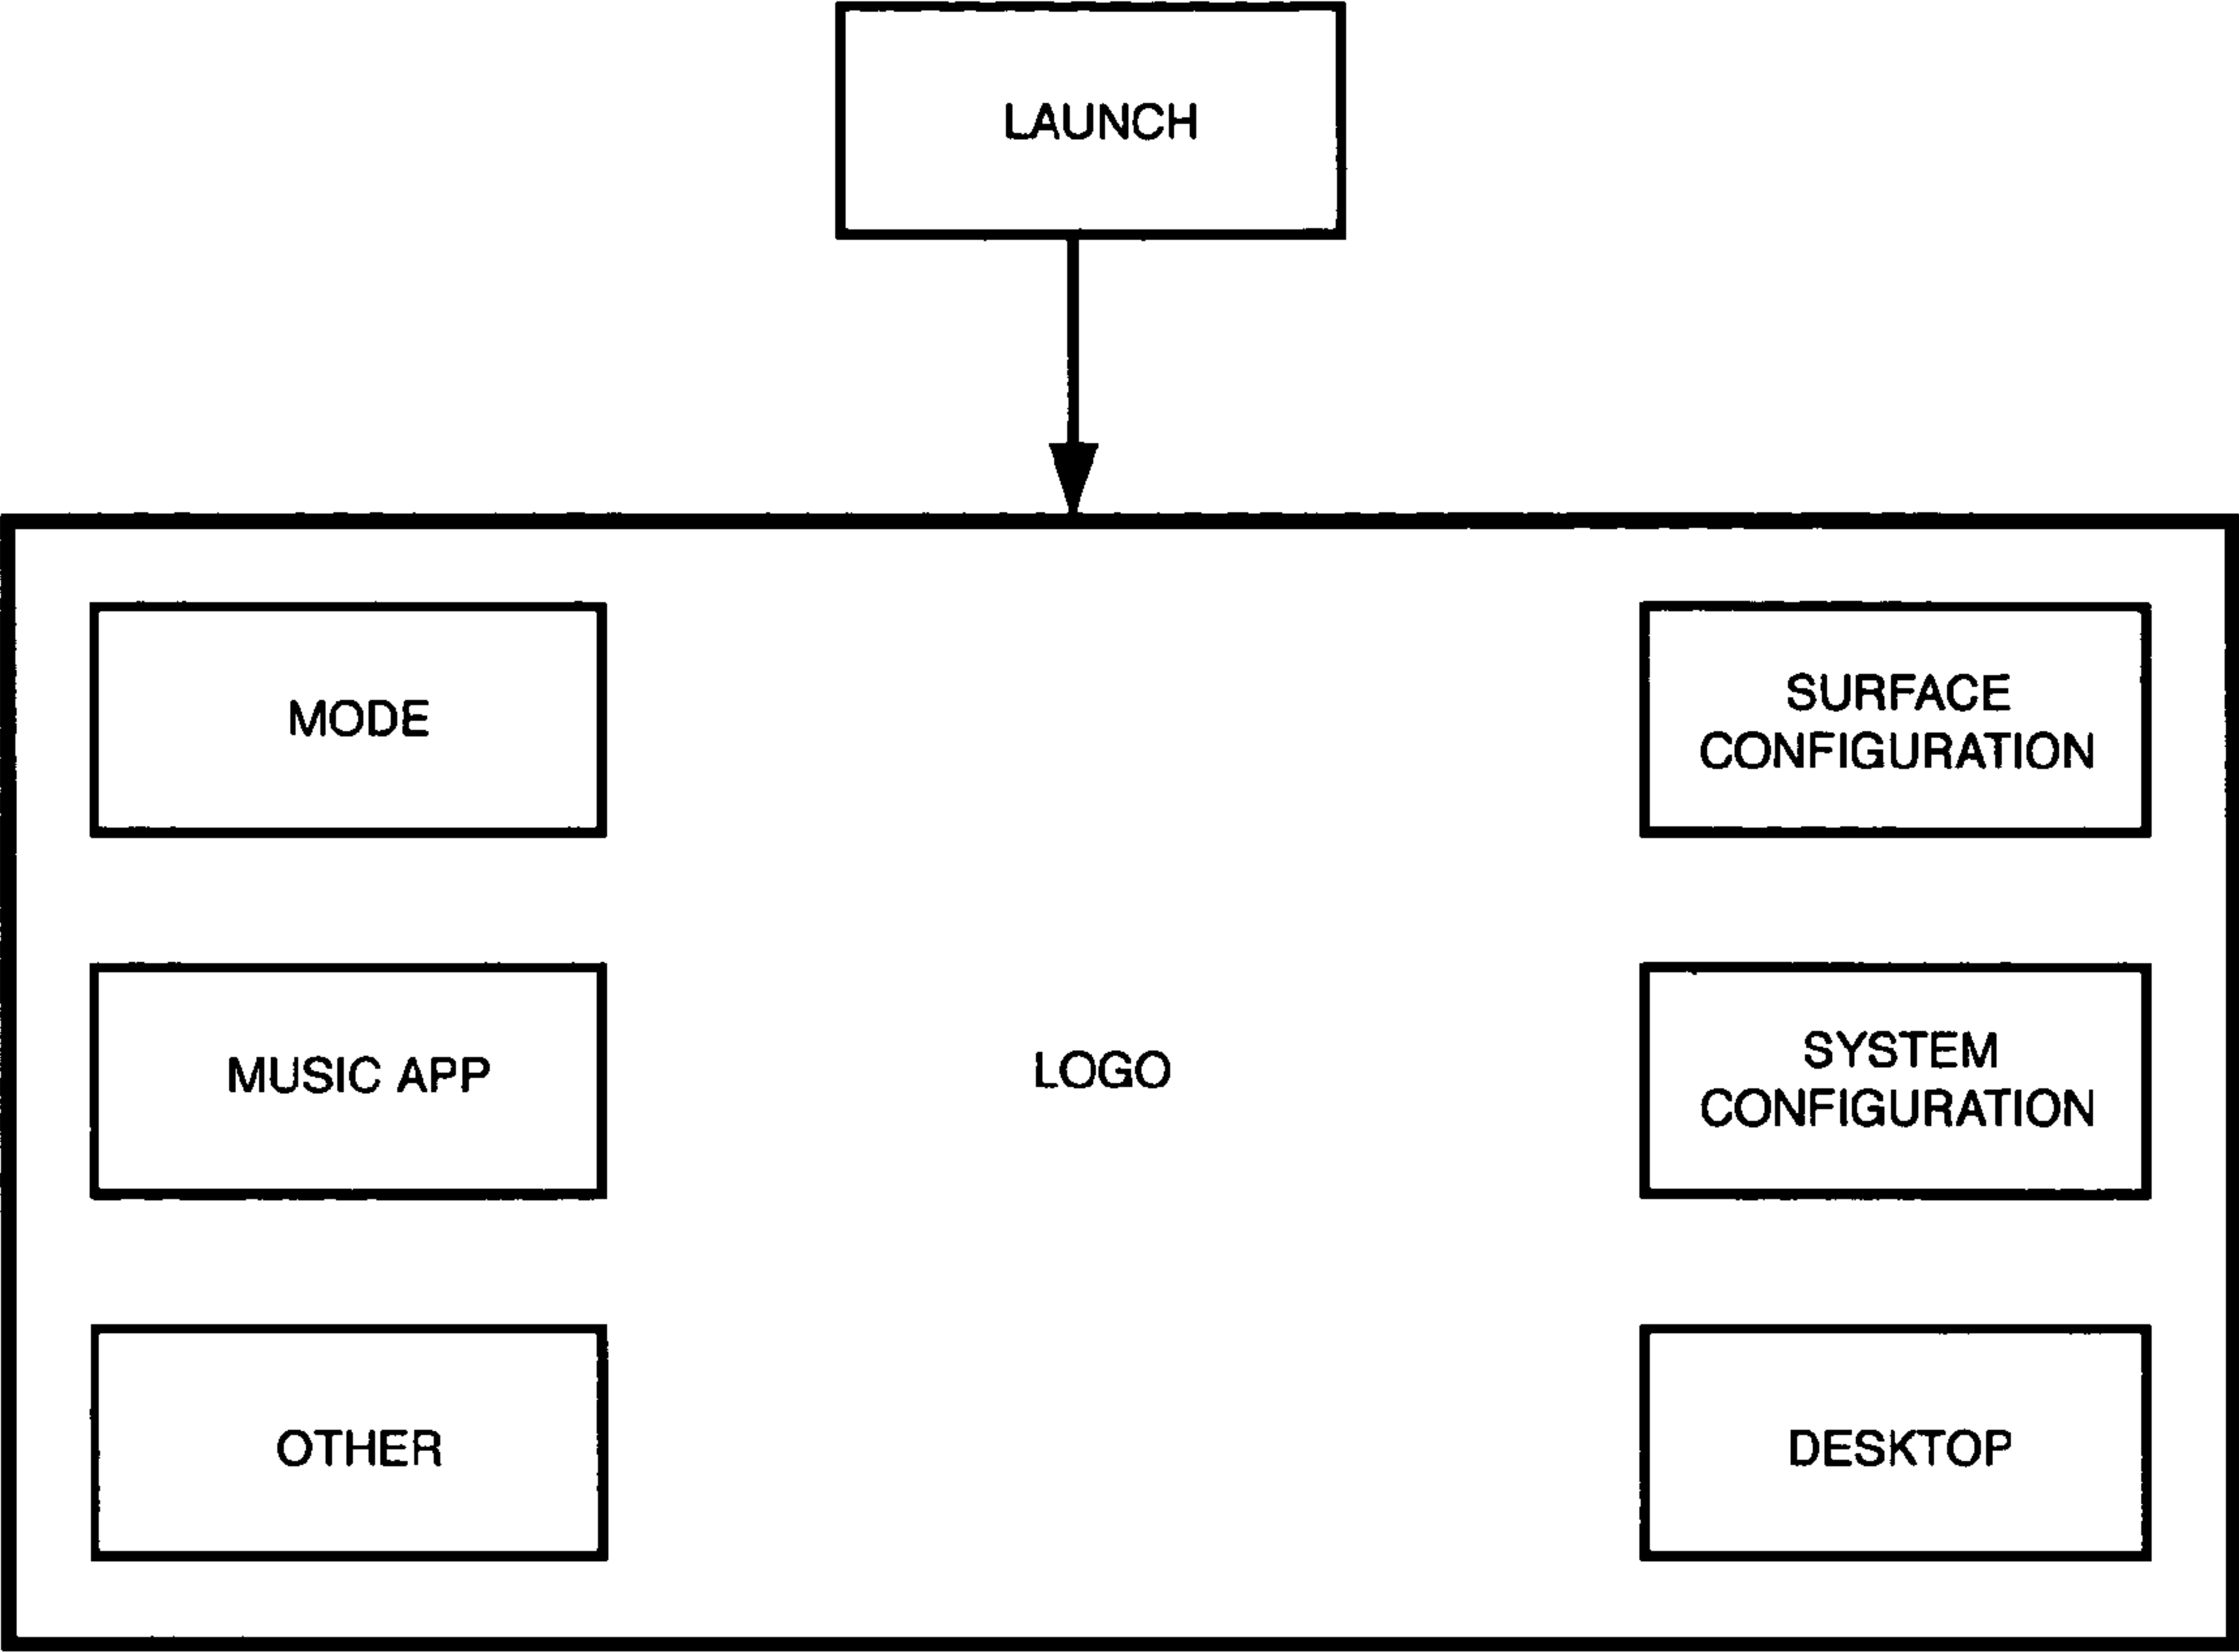 LAUNCH
MODE
SURFACE
CONFIGURATION
MUSIC APP
LOGO
SYSTEM
CONFIGURATION
OTHER
DESKTOP